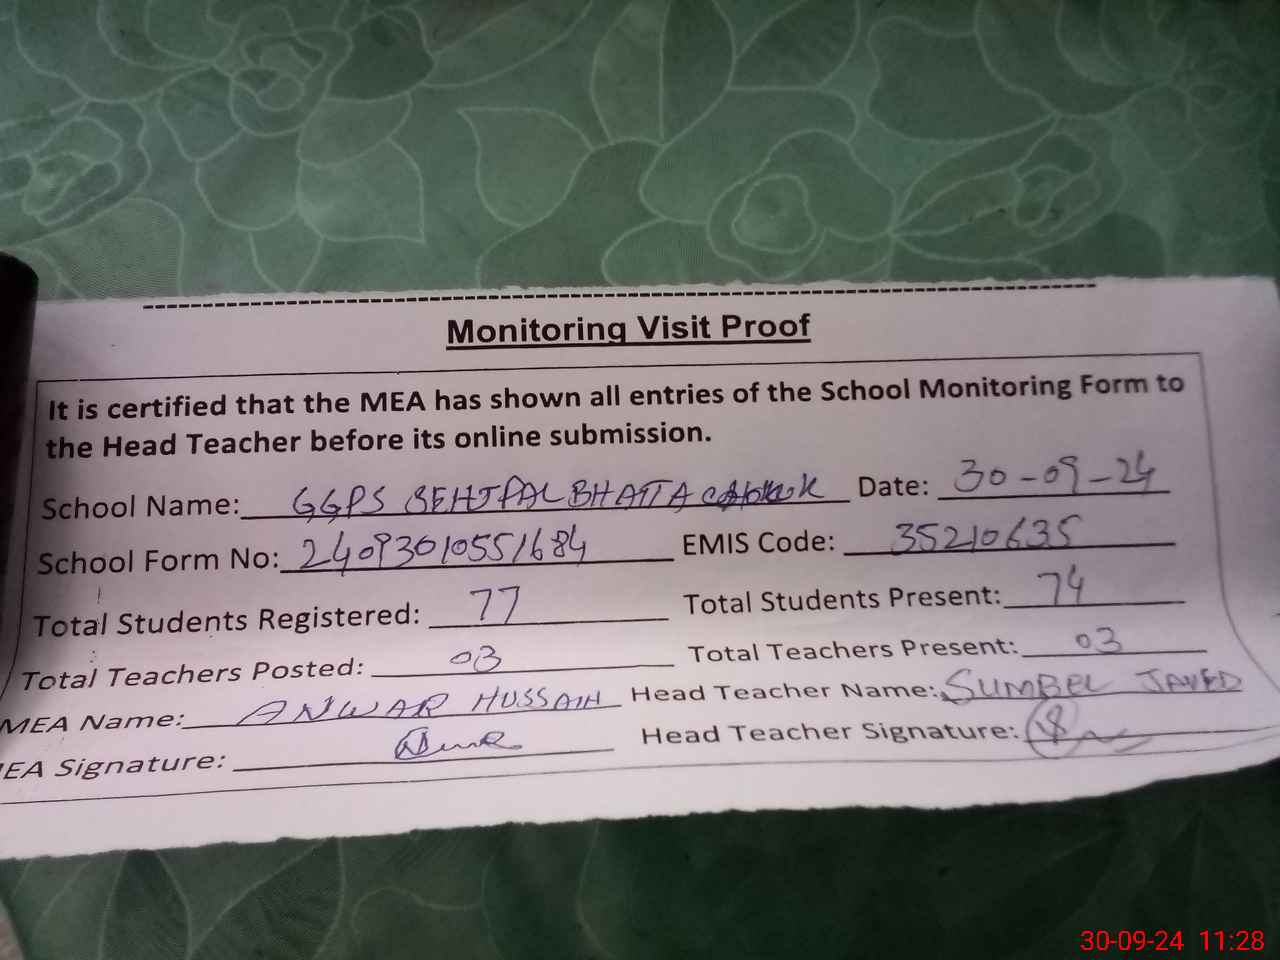 Monitoring Visit Proof
It is certified that the MEA has shown all entries of the School Monitoring Form to
the Head Teacher before its online submission.
School Name: GGPS SEHJPAL BHATTA Date: 30-09-24
School Form No: 24093010551684 EMIS Code: 35210635
Total Students Registered: 77 Total Students Present: 74
Total Teachers Posted: 03 Total Teachers Present: 03
MEA Name: ANWAR HUSSAIN Head Teacher Name: SUMBEL JAVED
EA Signature: Head Teacher Signature:
30-09-24 11:28